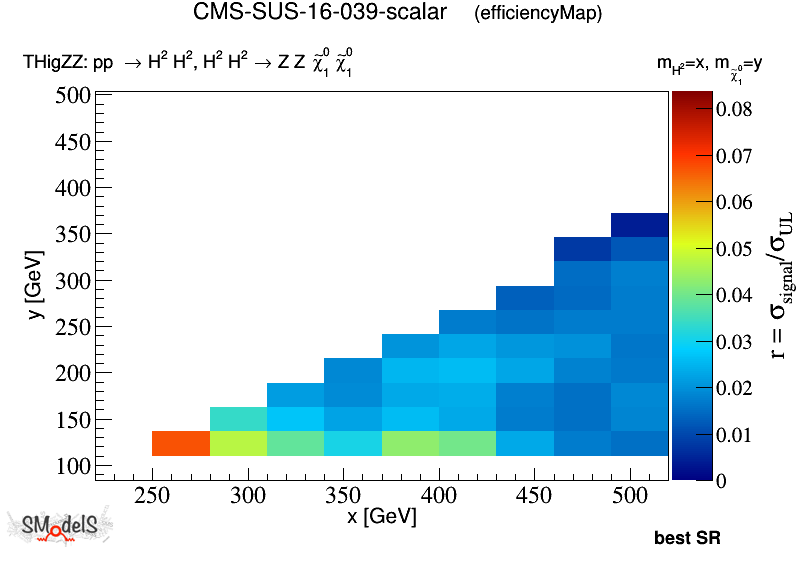 CMS-SUS-16-039-scalar (efficiencyMap)
THigZZ: pp → H² H², H² H² → Z Z χ̃₁⁰ χ̃₁⁰
m_H²=x, m_χ̃₁⁰=y
500
450
400
350
300
250
200
150
100
y [GeV]
250 300 350 400 450 500
x [GeV]
0.08
0.07
0.06
0.05
0.04
0.03
0.02
0.01
0
r = σ_signal/σ_UL
SModelS
best SR